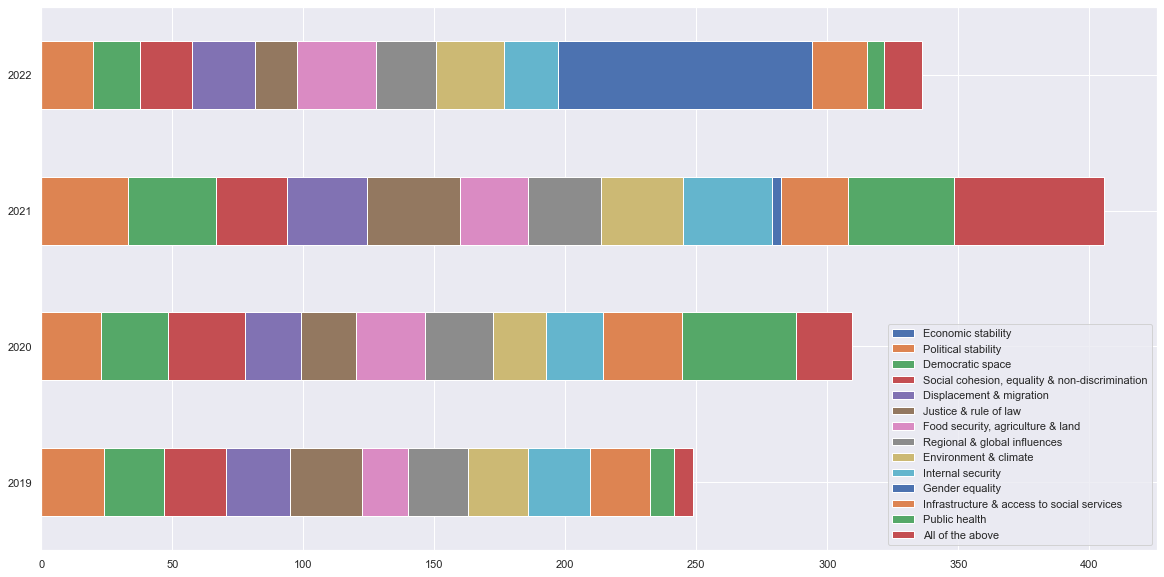 2022
2021
2020
2019
0 50 100 150 200 250 300 350 400
Economic stability
Political stability
Democratic space
Social cohesion, equality & non-discrimination
Displacement & migration
Justice & rule of law
Food security, agriculture & land
Regional & global influences
Environment & climate
Internal security
Gender equality
Infrastructure & access to social services
Public health
All of the above